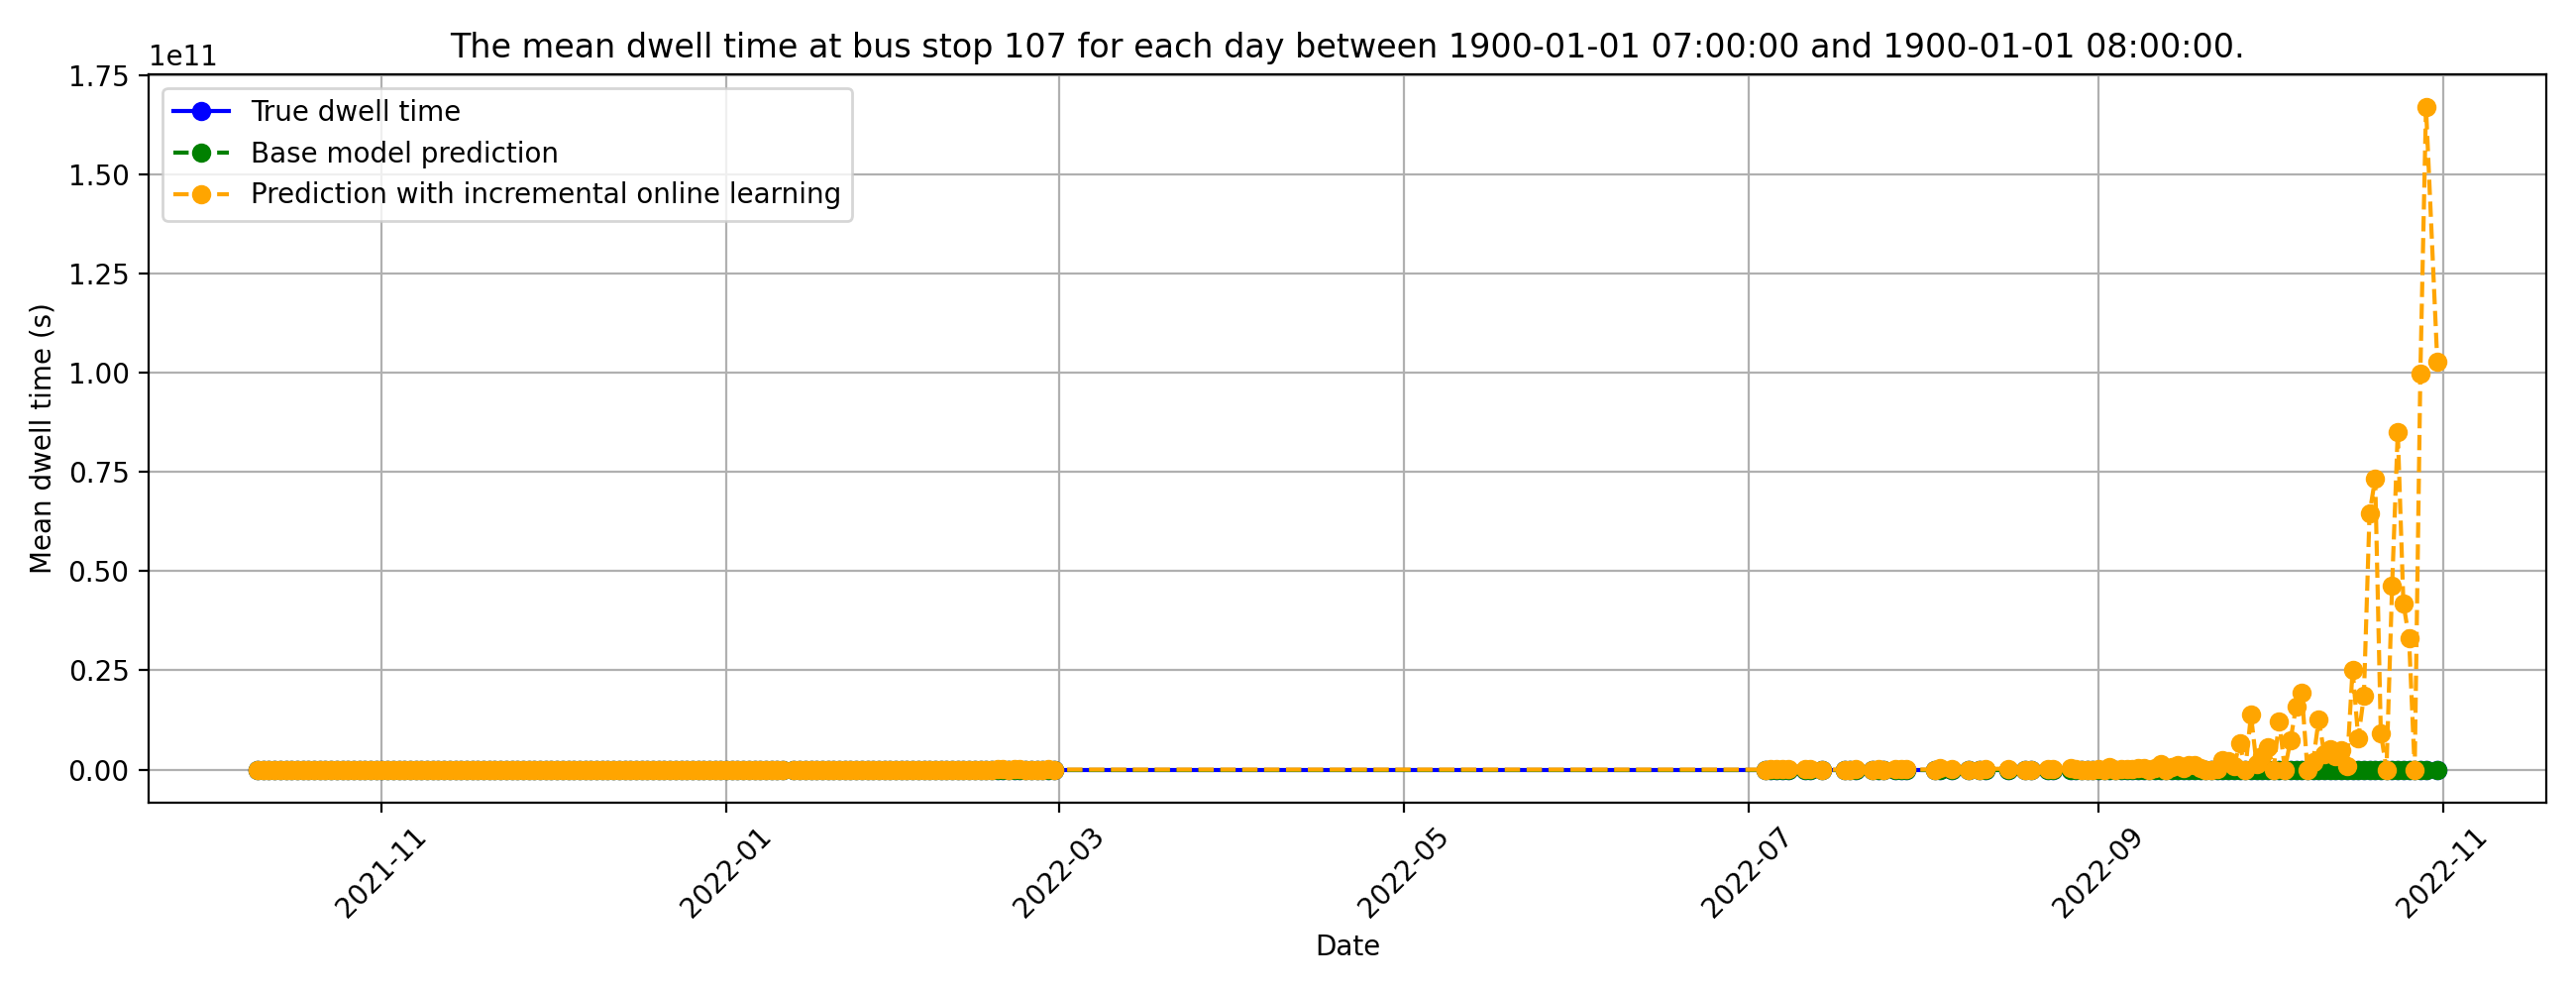 The mean dwell time at bus stop 107 for each day between 1900-01-01 07:00:00 and 1900-01-01 08:00:00.
1e11
1.75
1.50
1.25
1.00
0.75
0.50
0.25
0.00
Mean dwell time (s)
True dwell time
Base model prediction
Prediction with incremental online learning
2021-11
2022-01
2022-03
2022-05
2022-07
2022-09
2022-11
Date